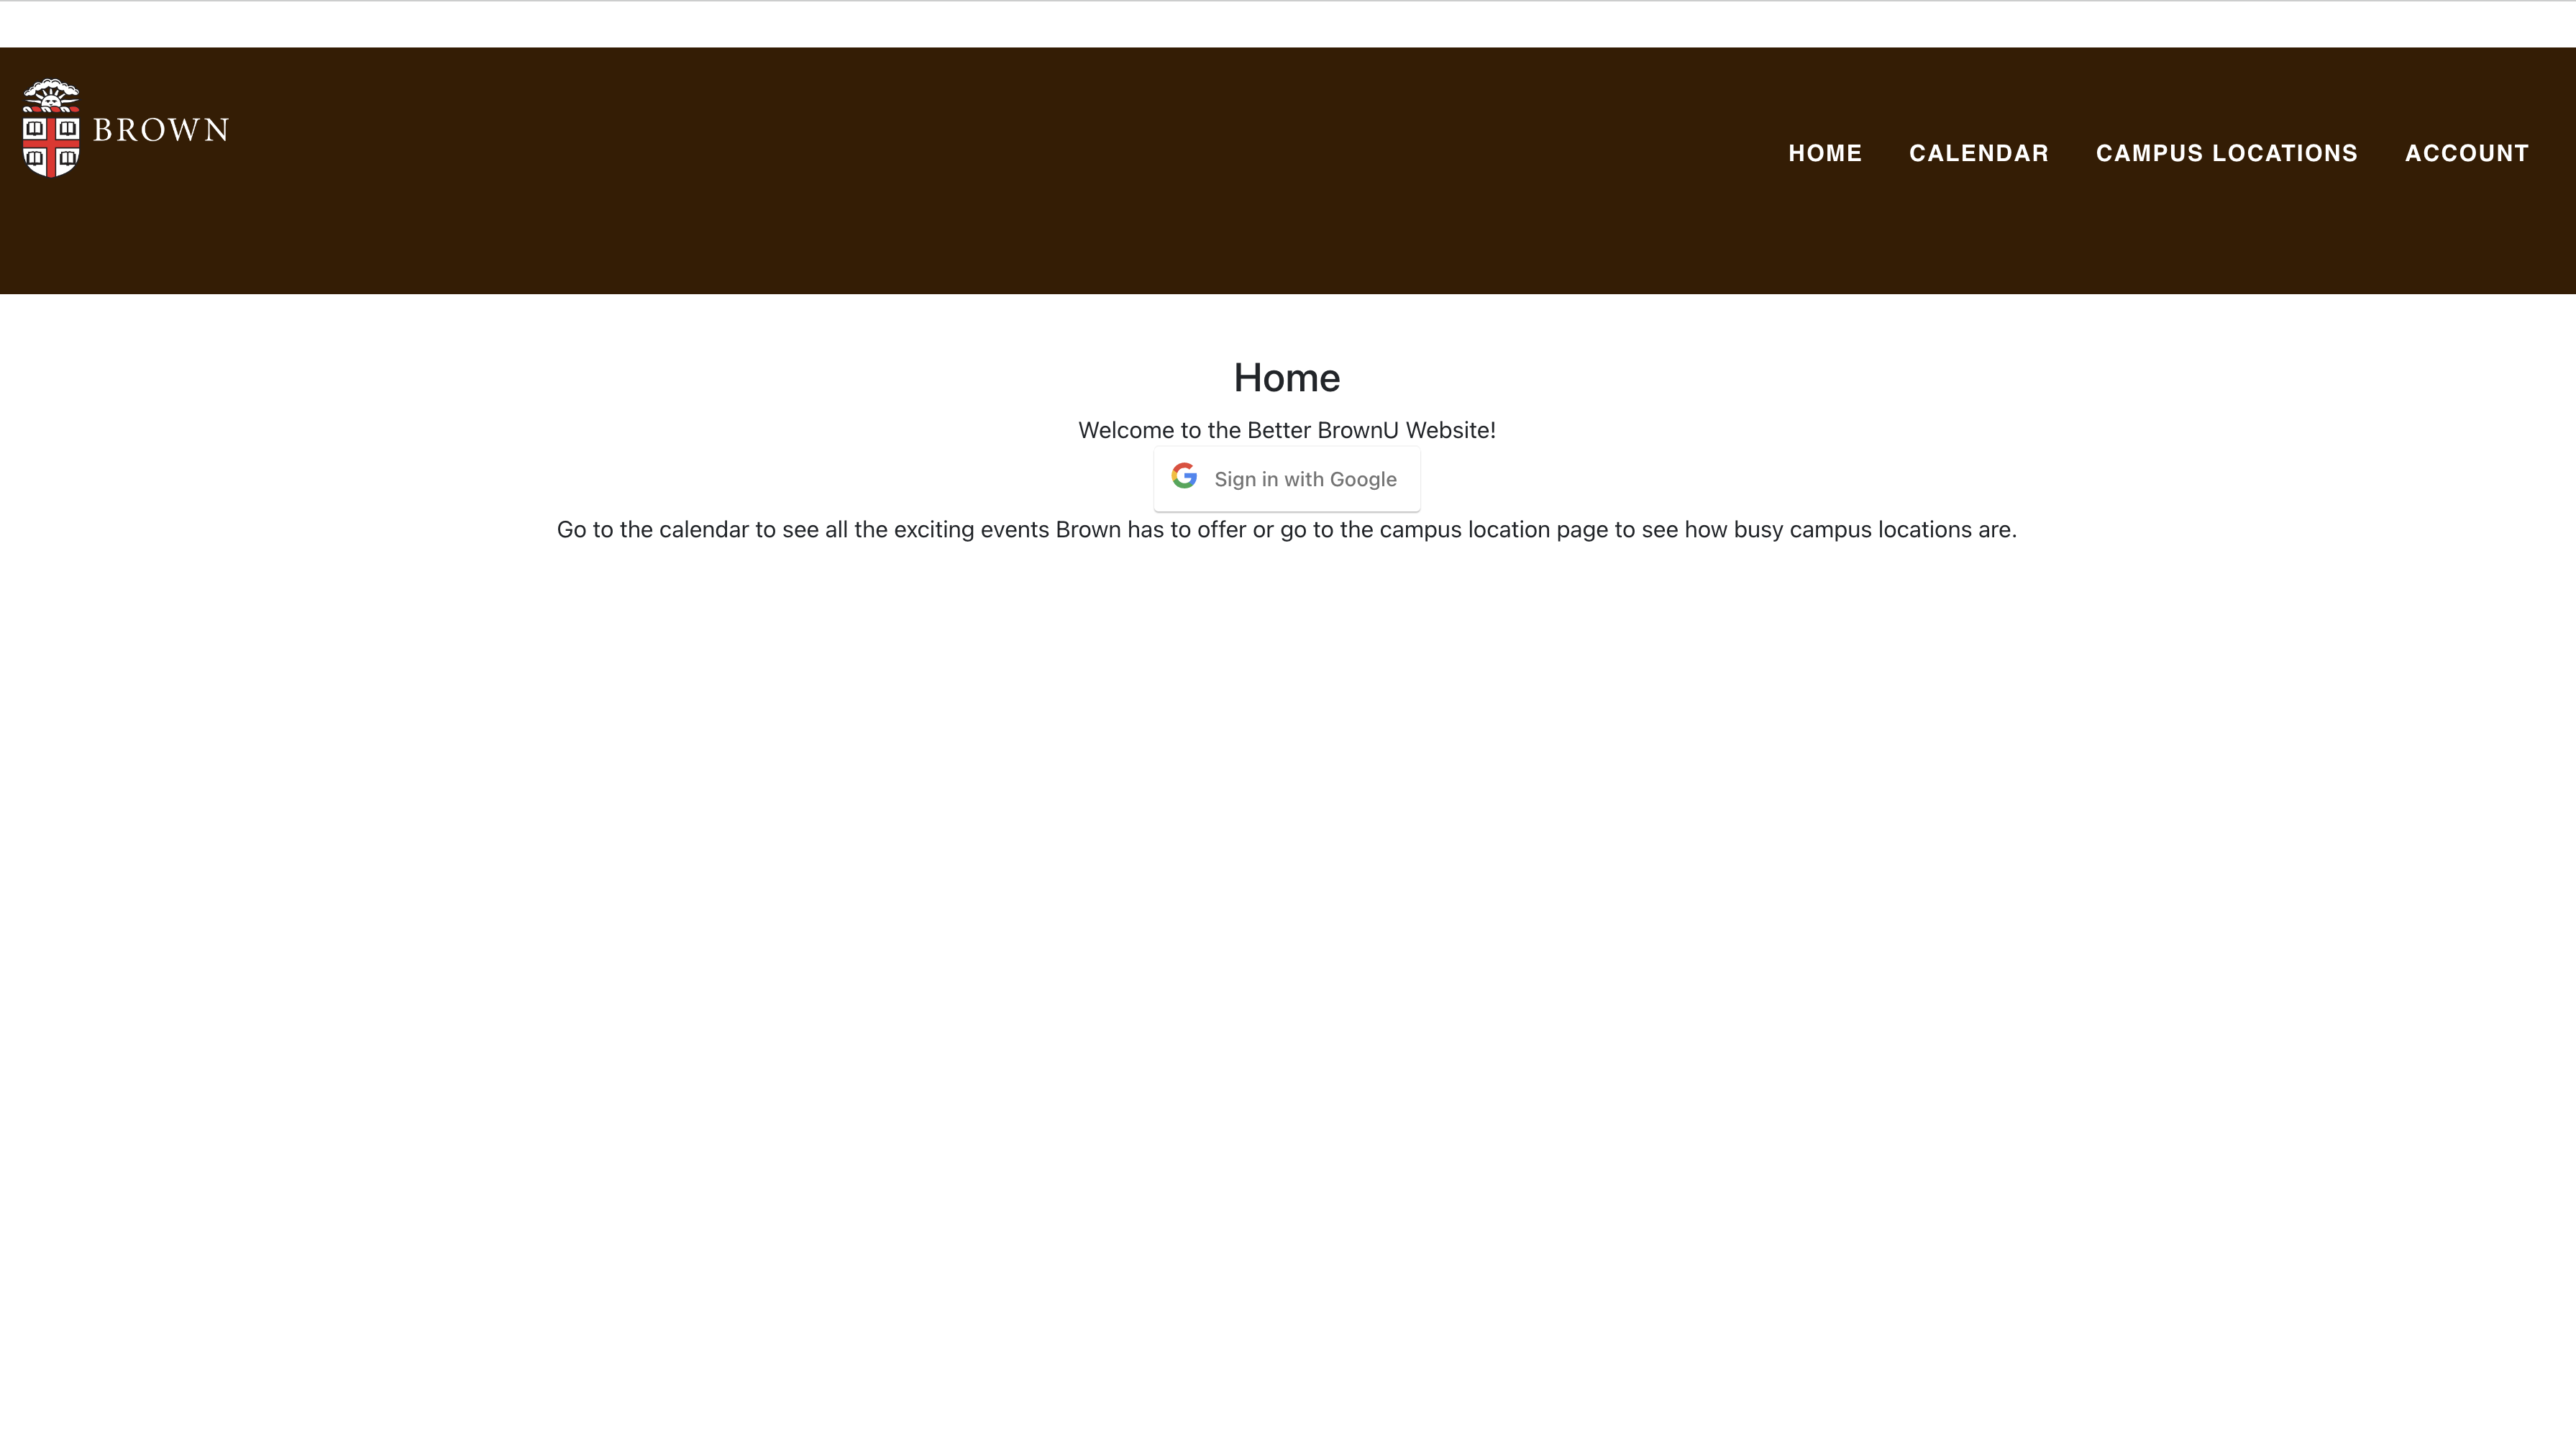 BROWN
HOME CALENDAR CAMPUS LOCATIONS ACCOUNT
Home
Welcome to the Better BrownU Website!
Sign in with Google
Go to the calendar to see all the exciting events Brown has to offer or go to the campus location page to see how busy campus locations are.